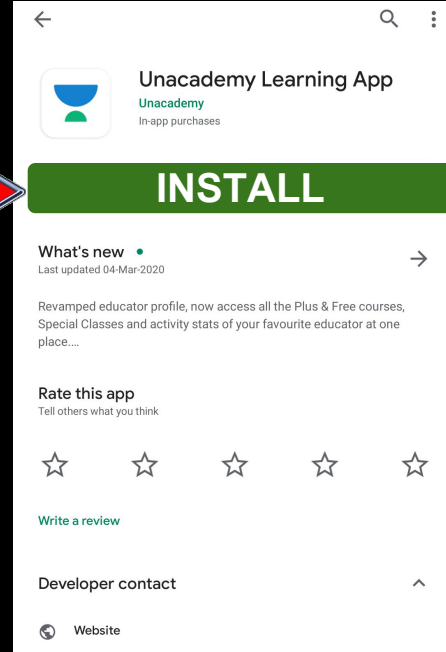 Unacademy Learning App
Unacademy
In-app purchases
INSTALL
What's new
Last updated 04-Mar-2020
Revamped educator profile, now access all the Plus & Free courses,
Special Classes and activity stats of your favourite educator at one
place....
Rate this app
Tell others what you think
Write a review
Developer contact
Website